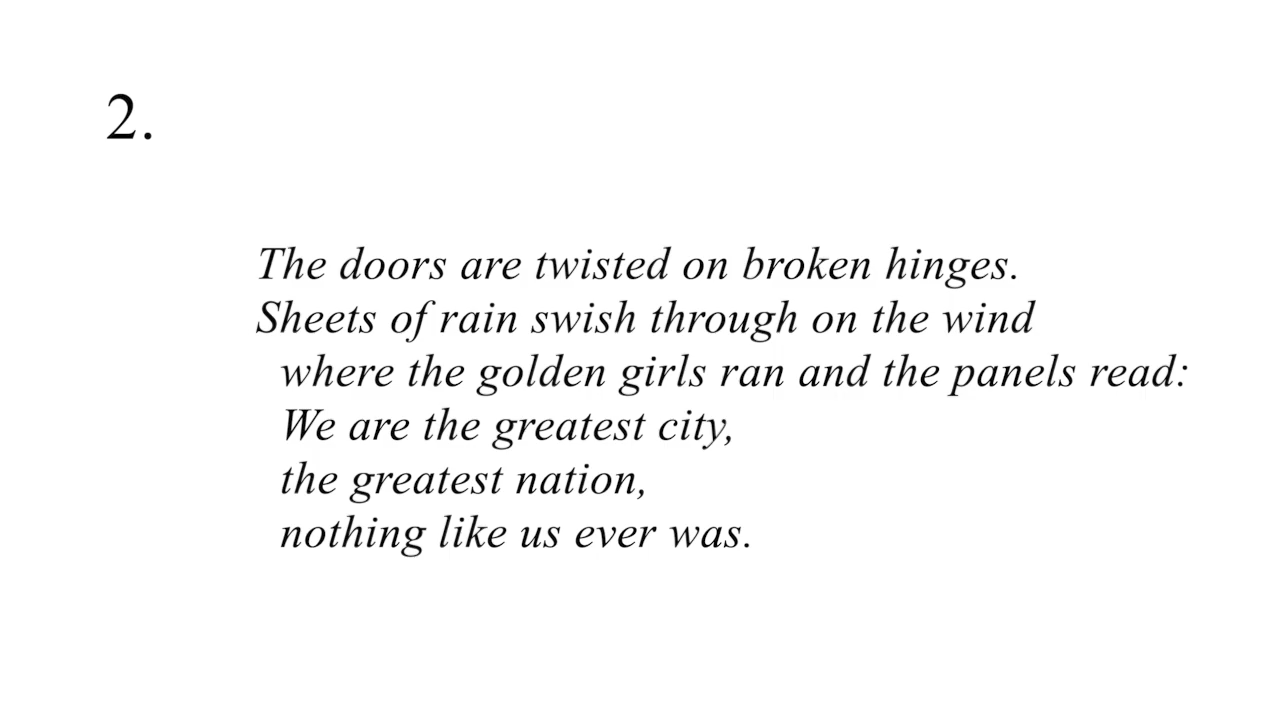 2.
The doors are twisted on broken hinges.
Sheets of rain swish through on the wind
where the golden girls ran and the panels read:
We are the greatest city,
the greatest nation,
nothing like us ever was.